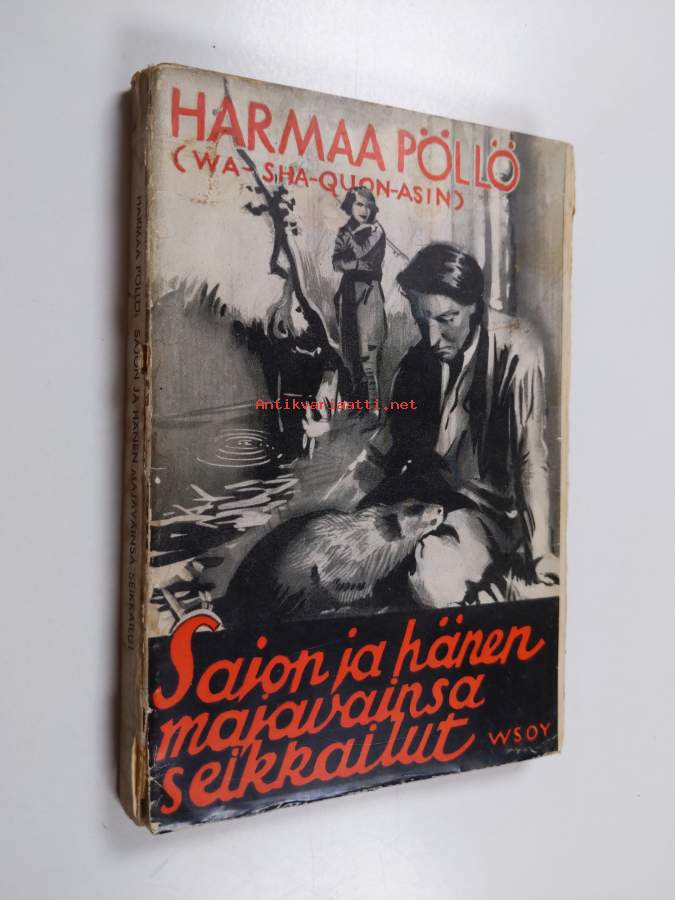 HARMAA PÖLLÖ
(WA-SHA-QUON-ASIN)
Antikvariaatti.net
Sajon ja hänen
majavainsa
seikkailut
WSOY
HARMAA PÖLLÖ: SAJON JA HÄNEN MAJAVAINSA SEIKKAILUT